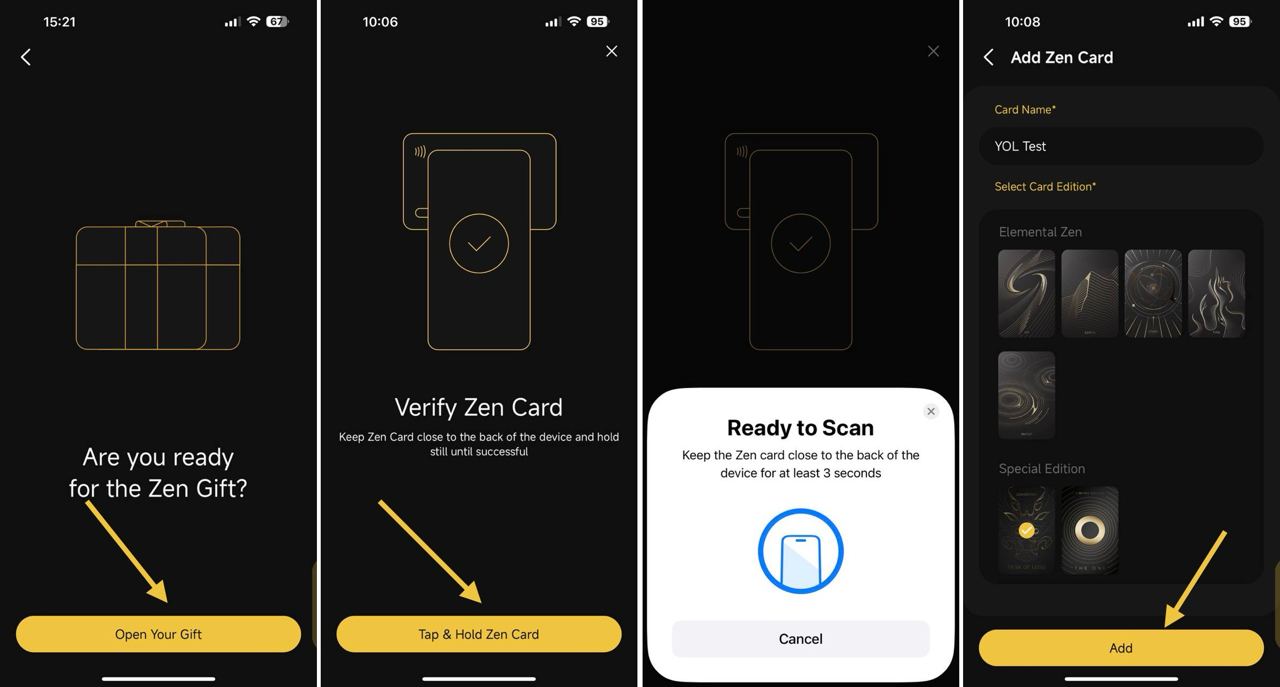 15:21
67
Are you ready
for the Zen Gift?
Open Your Gift
10:06
95
Verify Zen Card
Keep Zen Card close to the back of the device and hold
still until successful
Tap & Hold Zen Card
Ready to Scan
Keep the Zen card close to the back of the
device for at least 3 seconds
Cancel
10:08
95
Add Zen Card
Card Name*
YOL Test
Select Card Edition*
Elemental Zen
Special Edition
THE ONE
Add